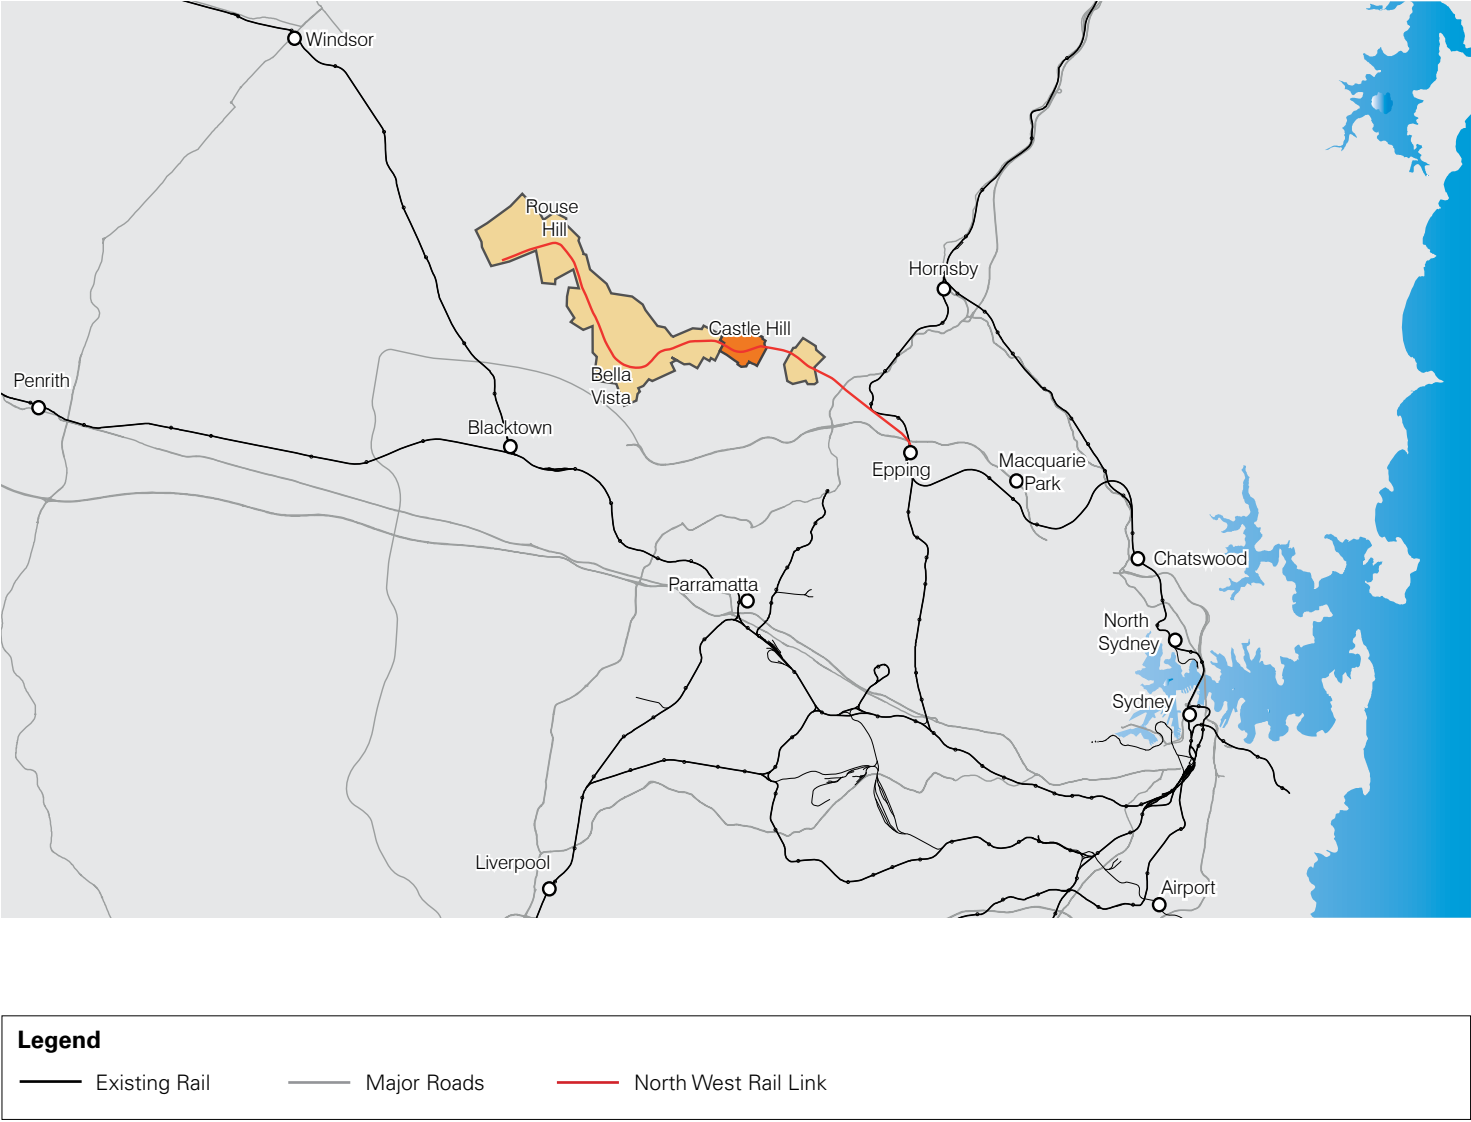 Windsor
Rouse
Hill
Hornsby
Castle Hill
Penrith
Bella
Vista
Blacktown
Epping
Macquarie
Park
Chatswood
Parramatta
North
Sydney
Sydney
Liverpool
Airport
Legend
Existing Rail
Major Roads
North West Rail Link